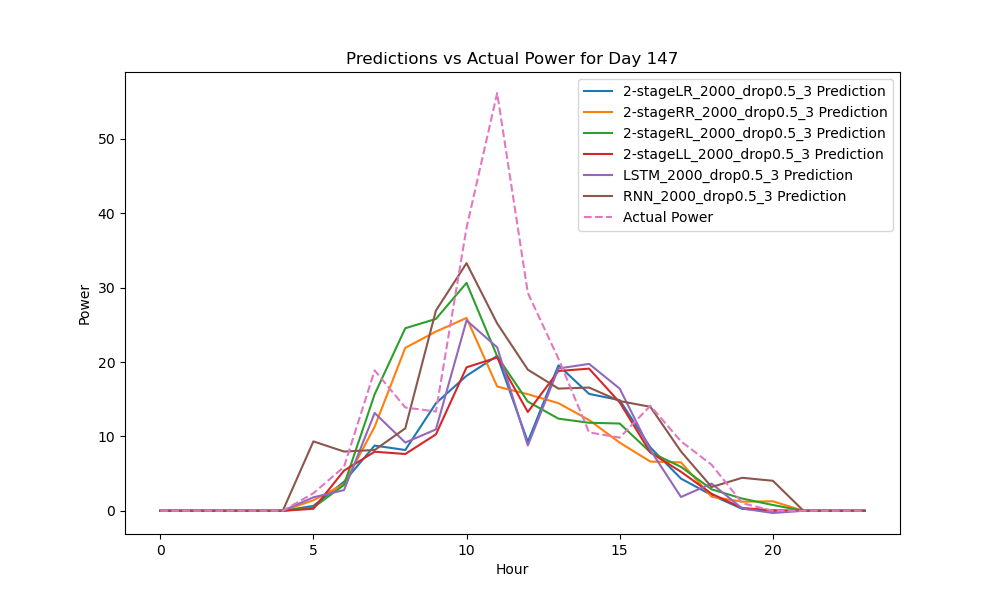 Predictions vs Actual Power for Day 147
2-stageLR_2000_drop0.5_3 Prediction
2-stageRR_2000_drop0.5_3 Prediction
2-stageRL_2000_drop0.5_3 Prediction
2-stageLL_2000_drop0.5_3 Prediction
LSTM_2000_drop0.5_3 Prediction
RNN_2000_drop0.5_3 Prediction
Actual Power
Power
50
40
30
20
10
0
0 5 10 15 20
Hour